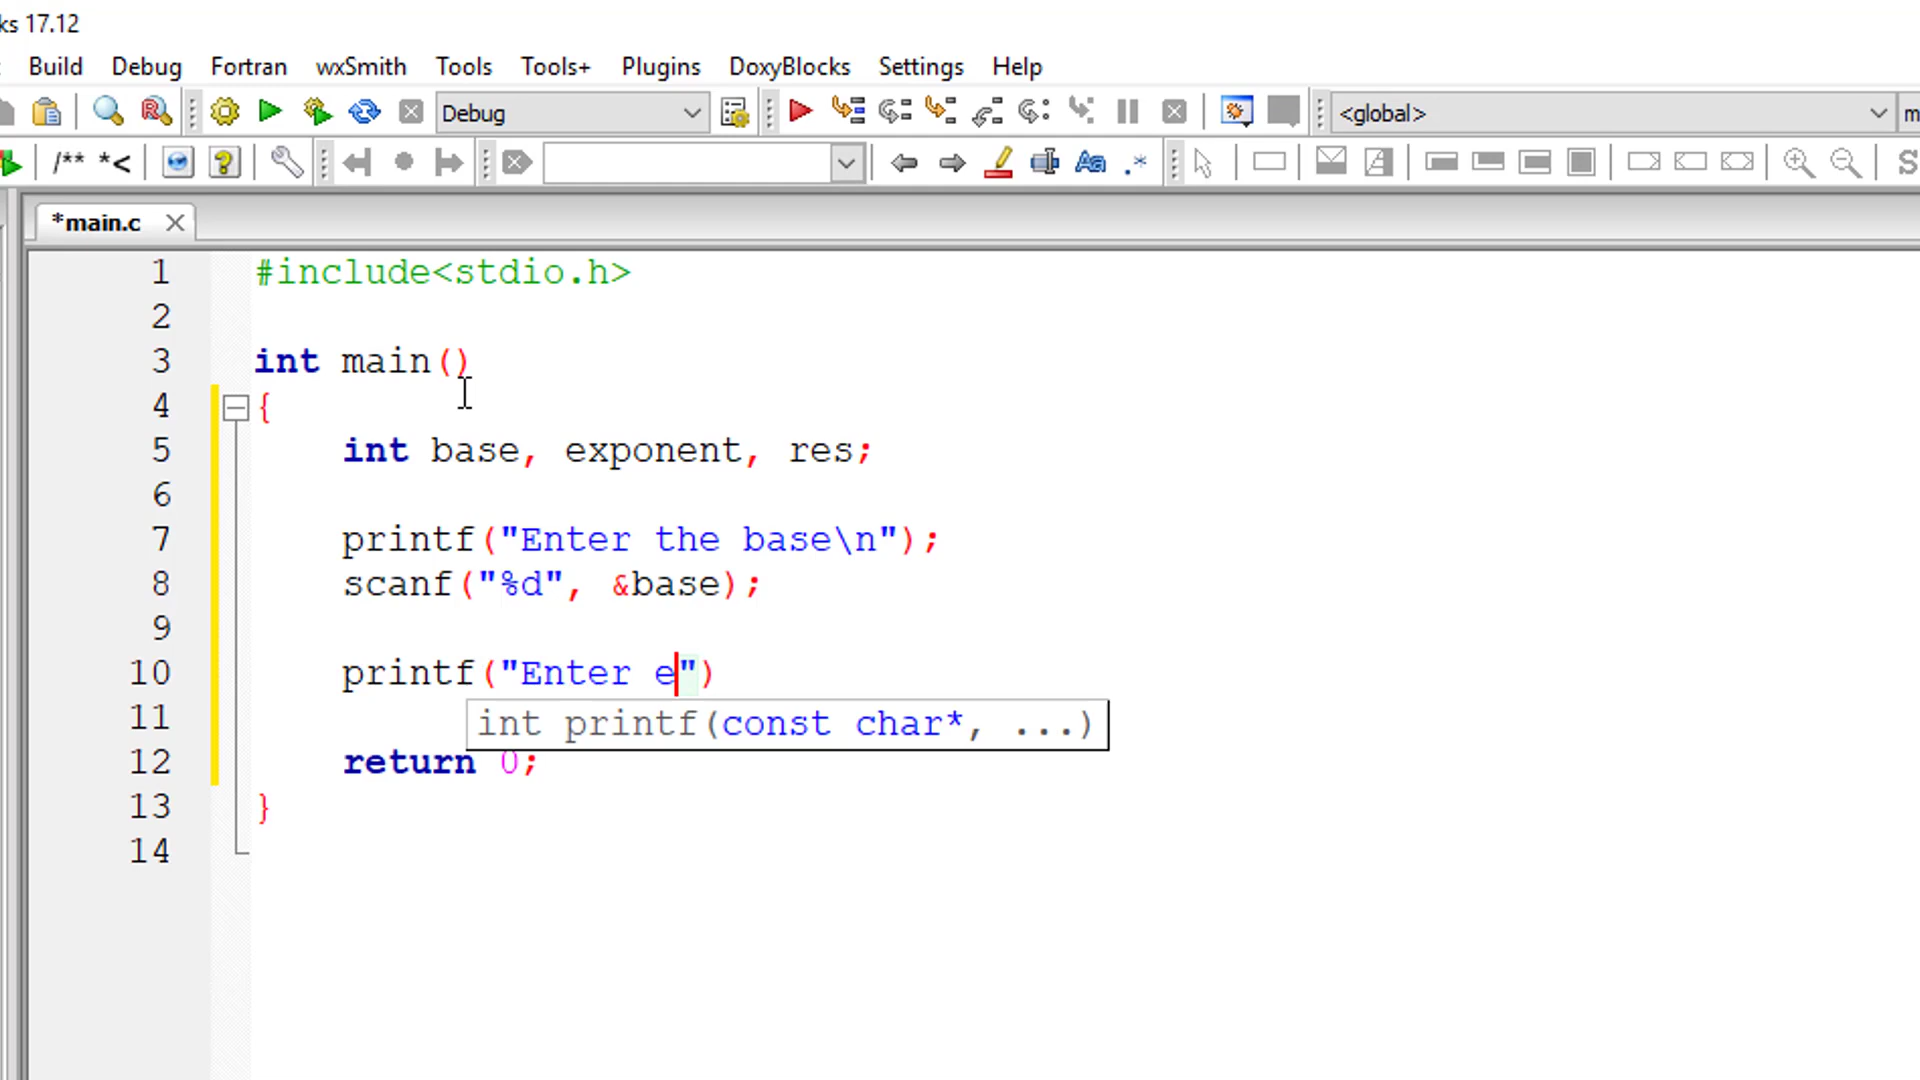 ks 17.12
Build Debug Fortran wxSmith Tools Tools+ Plugins DoxyBlocks Settings Help
Debug <global> m
/** *< Aa .* S
*main.c
1 #include<stdio.h>
2
3 int main()
4 {
5 int base, exponent, res;
6
7 printf("Enter the base\n");
8 scanf("%d", &base);
9
10 printf("Enter e")
11 int printf(const char*, ...)
12 return 0;
13 }
14